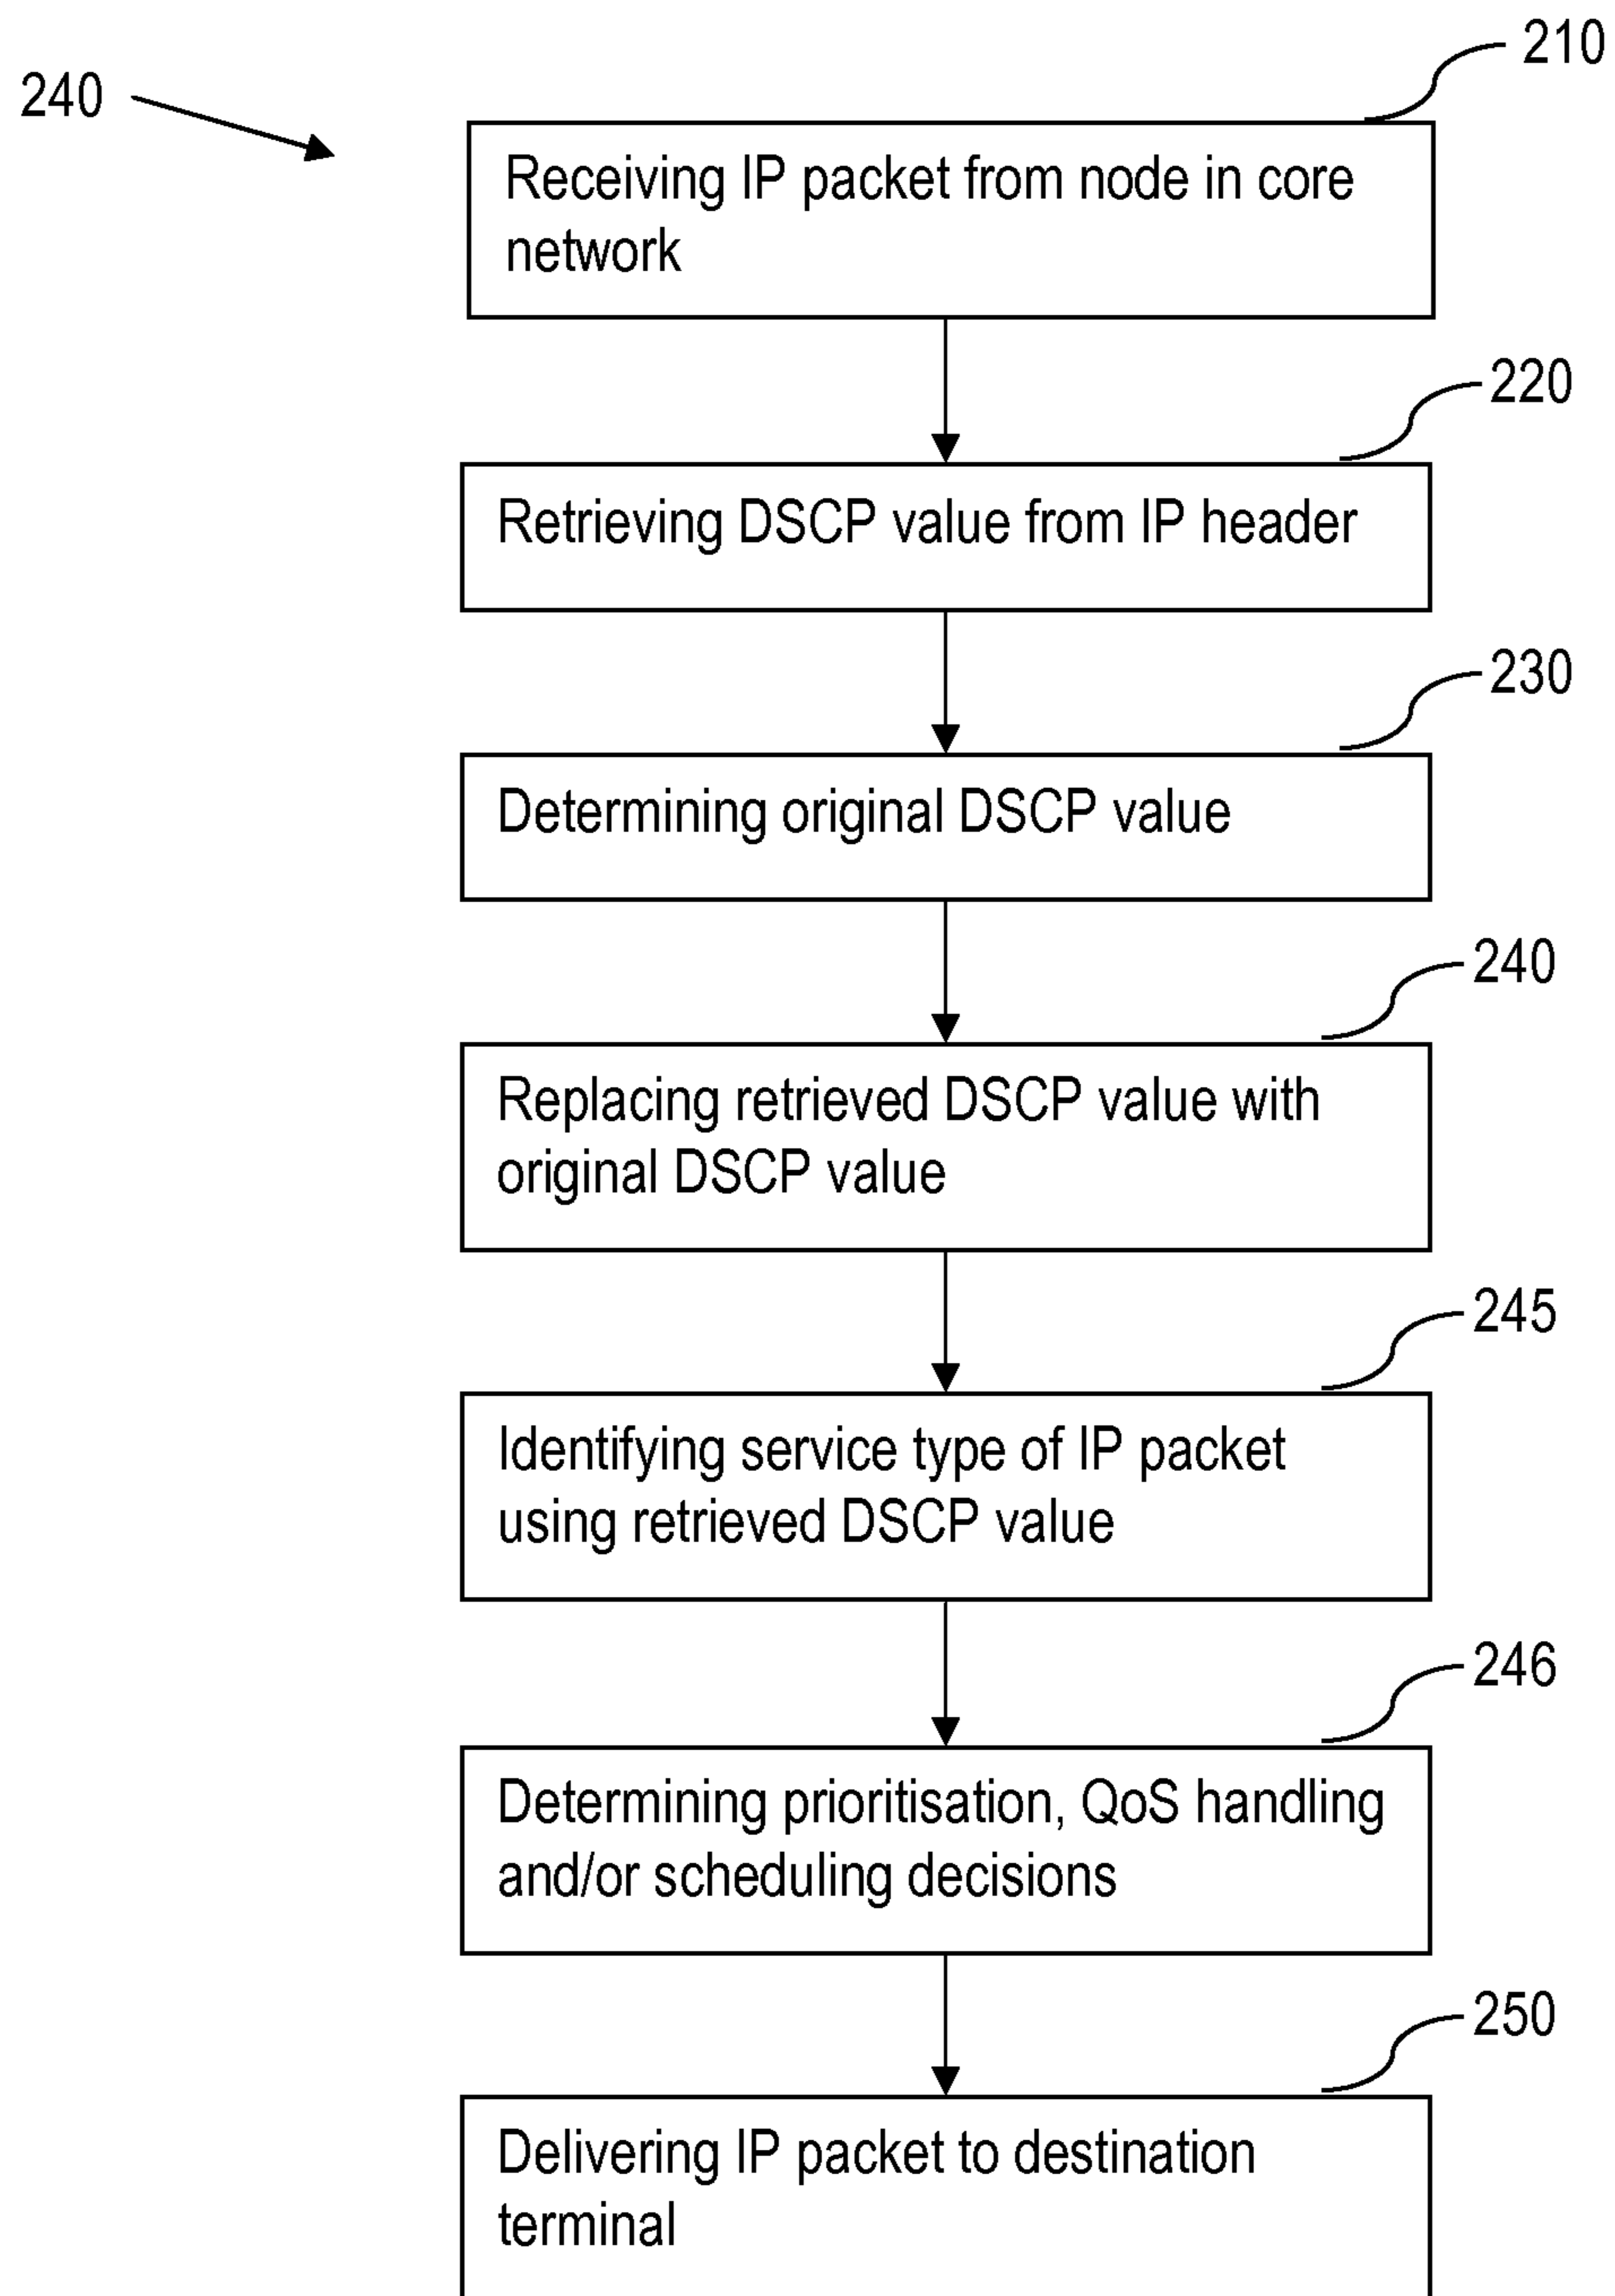 210
240
Receiving IP packet from node in core
network
220
Retrieving DSCP value from IP header
230
Determining original DSCP value
240
Replacing retrieved DSCP value with
original DSCP value
245
Identifying service type of IP packet
using retrieved DSCP value
246
Determining prioritisation, QoS handling
and/or scheduling decisions
250
Delivering IP packet to destination
terminal